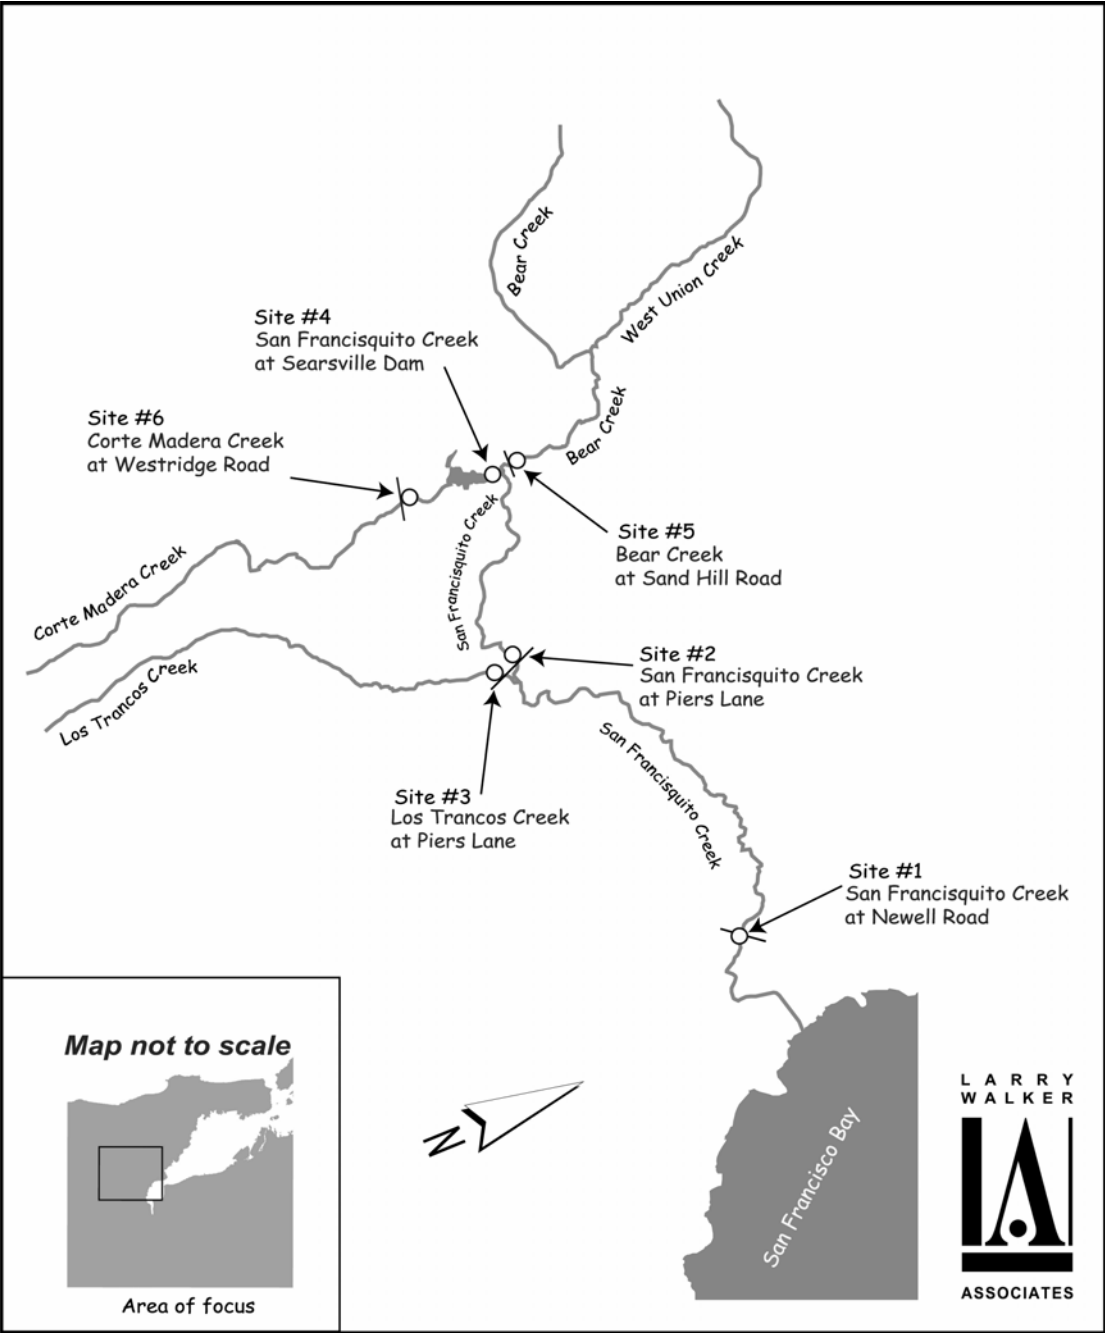 Bear Creek
West Union Creek
Site #4
San Francisquito Creek
at Searsville Dam
Bear Creek
Site #6
Corte Madera Creek
at Westridge Road
San Francisquito Creek
Site #5
Bear Creek
at Sand Hill Road
Corte Madera Creek
Los Trancos Creek
Site #2
San Francisquito Creek
at Piers Lane
San Francisquito Creek
Site #3
Los Trancos Creek
at Piers Lane
Site #1
San Francisquito Creek
at Newell Road
Map not to scale
Area of focus
N
San Francisco Bay
LARRY
WALKER
LA
ASSOCIATES